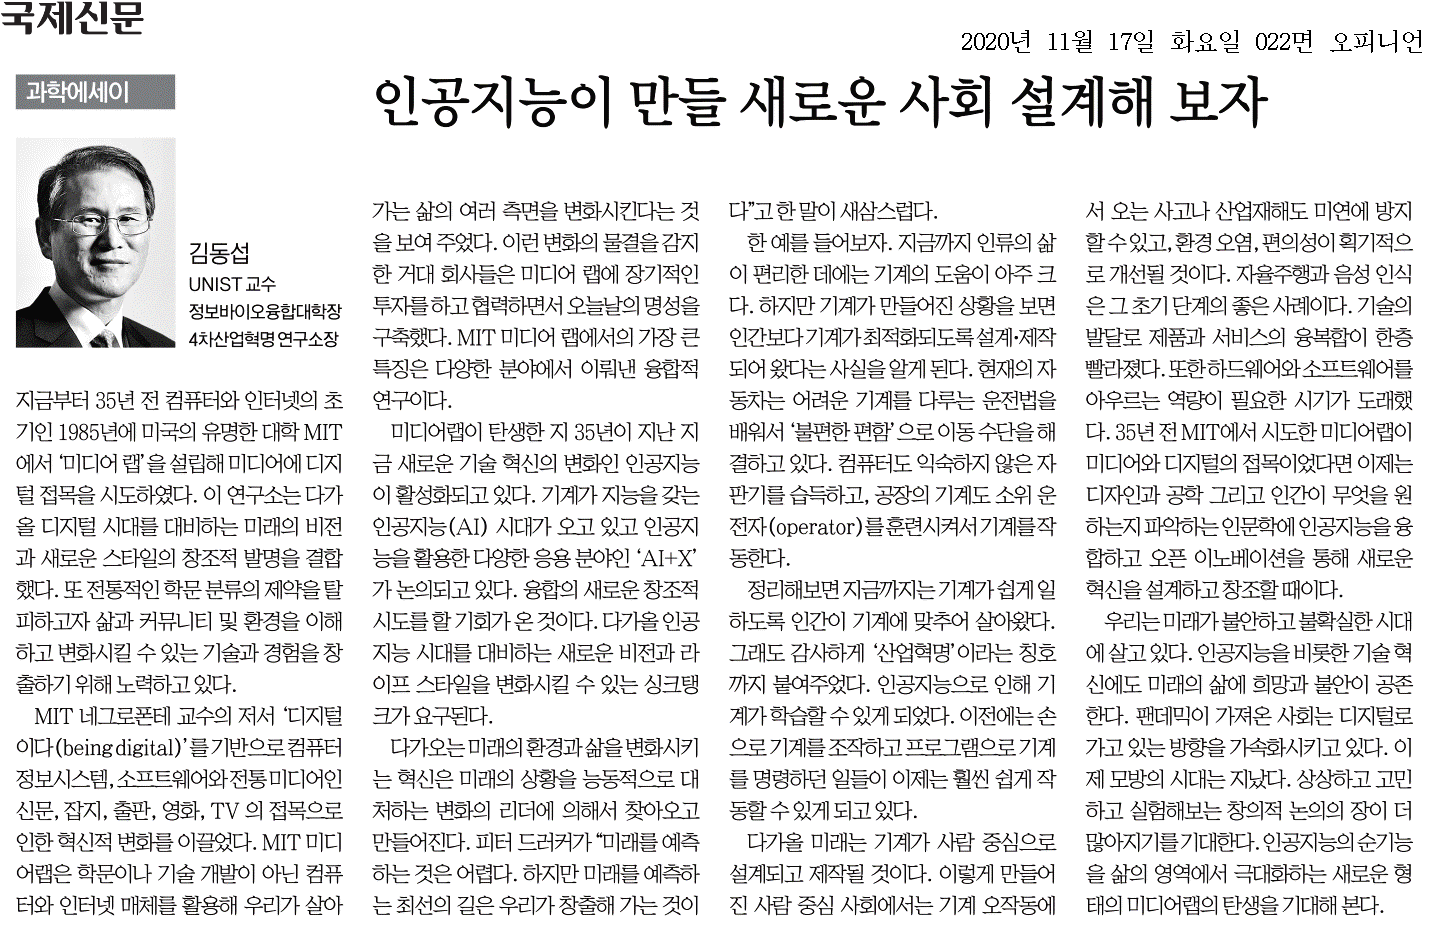 국제신문
2020년 11월 17일 화요일 022면 오피니언
과학에세이
인공지능이 만들 새로운 사회 설계해 보자
김동섭
UNIST 교수
정보바이오융합대학장
4차산업혁명 연구소장
지금부터 35년 전 컴퓨터와 인터넷의 초
기인 1985년에 미국의 유명한 대학 MIT
에서 ‘미디어 랩’을 설립해 미디어에 디지
털 접목을 시도하였다. 이 연구소는 다가
올 디지털 시대를 대비하는 미래의 비전
과 새로운 스타일의 창조적 발명을 결합
했다. 또 전통적인 학문 분류의 제약을 탈
피하고자 삶과 커뮤니티 및 환경을 이해
하고 변화시킬 수 있는 기술과 경험을 창
출하기 위해 노력하고 있다.
MIT 네그로폰테 교수의 저서 ‘디지털
이다(being digital)’를 기반으로 컴퓨터
정보시스템, 소프트웨어와 전통 미디어인
신문, 잡지, 출판, 영화, TV 의 접목으로
인한 혁신적 변화를 이끌었다. MIT 미디
어랩은 학문이나 기술 개발이 아닌 컴퓨
터와 인터넷 매체를 활용해 우리가 살아
가는 삶의 여러 측면을 변화시킨다는 것
을 보여 주었다. 이런 변화의 물결을 감지
한 거대 회사들은 미디어 랩에 장기적인
투자를 하고 협력하면서 오늘날의 명성을
구축했다. MIT 미디어 랩에서의 가장 큰
특징은 다양한 분야에서 이뤄낸 융합적
연구이다.
미디어랩이 탄생한 지 35년이 지난 지
금 새로운 기술 혁신의 변화인 인공지능
이 활성화되고 있다. 기계가 지능을 갖는
인공지능(AI) 시대가 오고 있고 인공지
능을 활용한 다양한 응용 분야인 ‘AI+X’
가 논의되고 있다. 융합의 새로운 창조적
시도를 할 기회가 온 것이다. 다가올 인공
지능 시대를 대비하는 새로운 비전과 라
이프 스타일을 변화시킬 수 있는 싱크탱
크가 요구된다.
다가오는 미래의 환경과 삶을 변화시키
는 혁신은 미래의 상황을 능동적으로 대
처하는 변화의 리더에 의해서 찾아오고
만들어진다. 피터 드러커가 “미래를 예측
하는 것은 어렵다. 하지만 미래를 예측하
는 최선의 길은 우리가 창출해 가는 것이
다”고 한 말이 새삼스럽다.
한 예를 들어보자. 지금까지 인류의 삶
이 편리한 데에는 기계의 도움이 아주 크
다. 하지만 기계가 만들어진 상황을 보면
인간보다 기계가 최적화되도록 설계·제작
되어 왔다는 사실을 알게 된다. 현재의 자
동차는 어려운 기계를 다루는 운전법을
배워서 ‘불편한 편함’으로 이동 수단을 해
결하고 있다. 컴퓨터도 익숙하지 않은 자
판기를 습득하고, 공장의 기계도 소위 운
전자(operator)를 훈련시켜서 기계를 작
동한다.
정리해보면 지금까지는 기계가 쉽게 일
하도록 인간이 기계에 맞추어 살아왔다.
그래도 감사하게 ‘산업혁명’이라는 칭호
까지 붙여주었다. 인공지능으로 인해 기
계가 학습할 수 있게 되었다. 이전에는 손
으로 기계를 조작하고 프로그램으로 기계
를 명령하던 일들이 이제는 훨씬 쉽게 작
동할 수 있게 되고 있다.
다가올 미래는 기계가 사람 중심으로
설계되고 제작될 것이다. 이렇게 만들어
진 사람 중심 사회에서는 기계 오작동에
서 오는 사고나 산업재해도 미연에 방지
할 수 있고, 환경 오염, 편의성이 획기적으
로 개선될 것이다. 자율주행과 음성 인식
은 그 초기 단계의 좋은 사례이다. 기술의
발달로 제품과 서비스의 융복합이 한층
빨라졌다. 또한 하드웨어와 소프트웨어를
아우르는 역량이 필요한 시기가 도래했
다. 35년 전 MIT에서 시도한 미디어랩이
미디어와 디지털의 접목이었다면 이제는
디자인과 공학 그리고 인간이 무엇을 원
하는지 파악하는 인문학에 인공지능을 융
합하고 오픈 이노베이션을 통해 새로운
혁신을 설계하고 창조할 때이다.
우리는 미래가 불안하고 불확실한 시대
에 살고 있다. 인공지능을 비롯한 기술 혁
신에도 미래의 삶에 희망과 불안이 공존
한다. 팬데믹이 가져온 사회는 디지털로
가고 있는 방향을 가속화시키고 있다. 이
제 모방의 시대는 지났다. 상상하고 고민
하고 실험해보는 창의적 논의의 장이 더
많아지기를 기대한다. 인공지능의 순기능
을 삶의 영역에서 극대화하는 새로운 형
태의 미디어랩의 탄생을 기대해 본다.